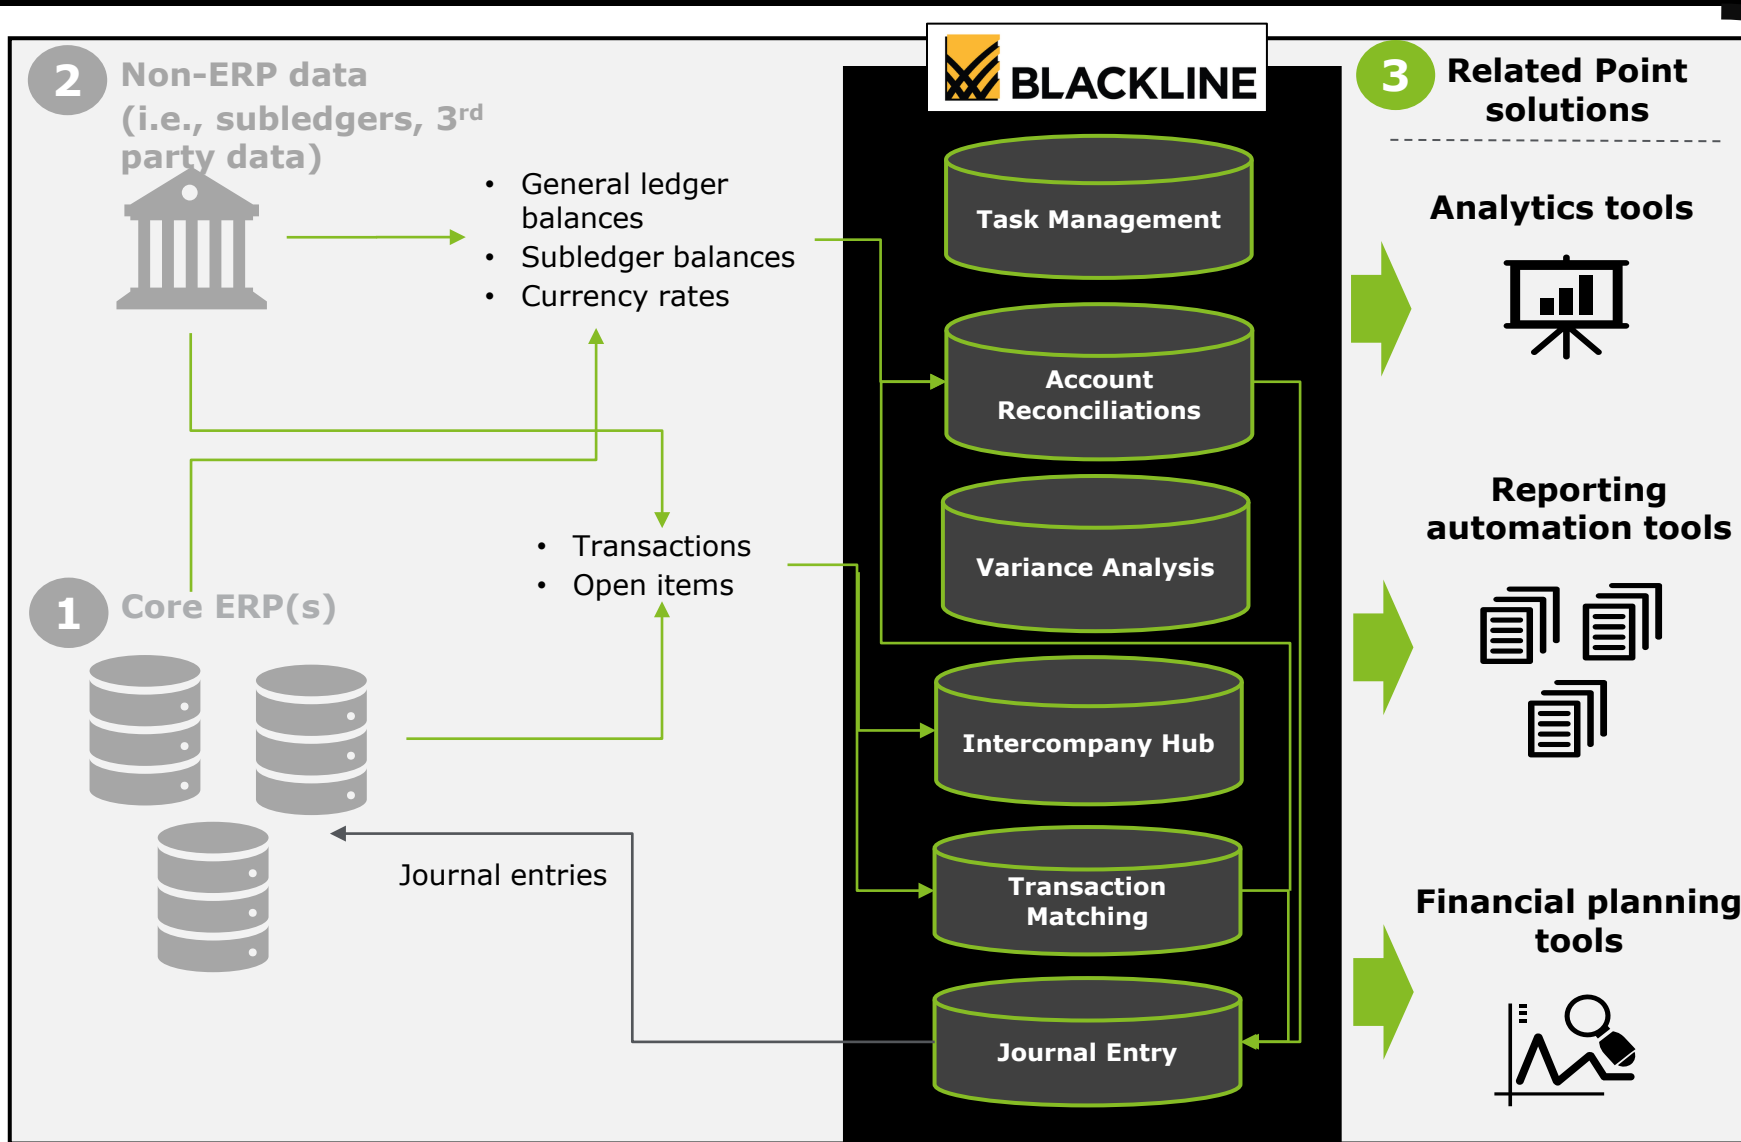 2
Non-ERP data
(i.e., subledgers, 3rd
party data)
• General ledger
balances
• Subledger balances
• Currency rates
• Transactions
• Open items
1
Core ERP(s)
Journal entries
BLACKLINE
Task Management
Account
Reconciliations
Variance Analysis
Intercompany Hub
Transaction
Matching
Journal Entry
3
Related Point
solutions
Analytics tools
Reporting
automation tools
Financial planning
tools